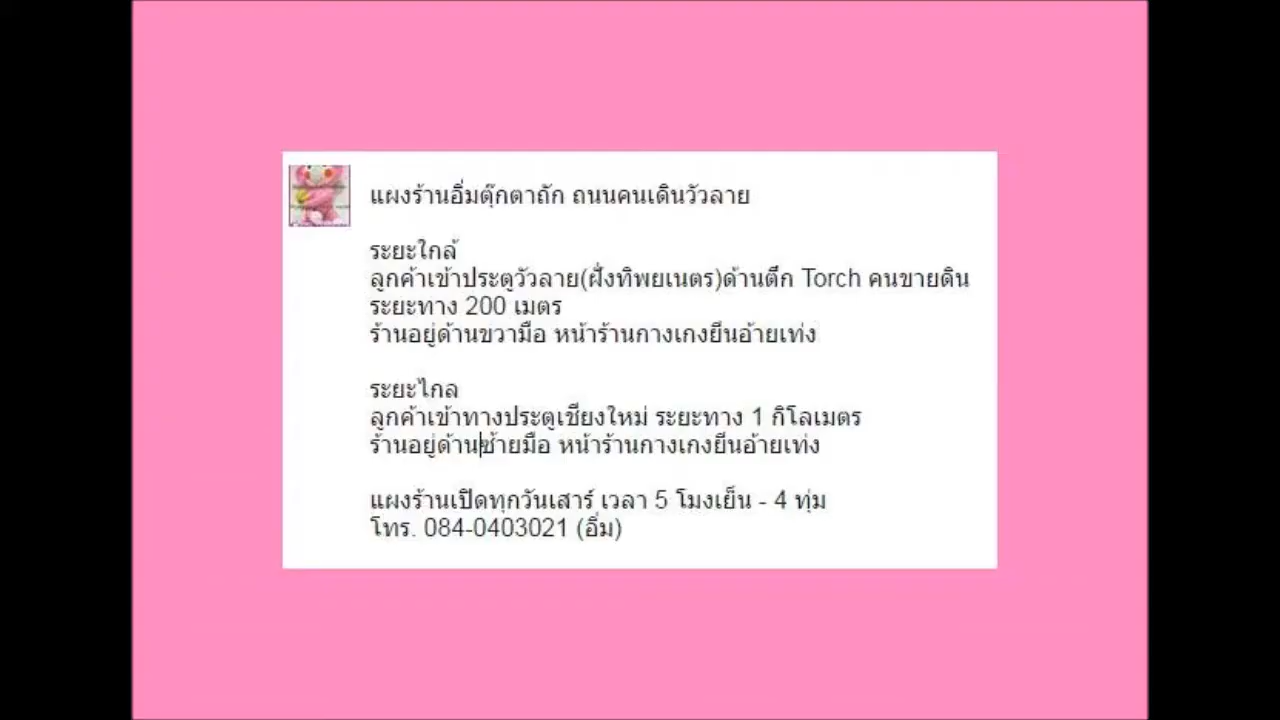 แผงร้านอิ่มตุ๊กตาถัก ถนนคนเดินวัวลาย
ระยะใกล้
ลูกค้าเข้าประตูวัวลาย(ฝั่งทิพยเนตร)ด้านตึก Torch คนขายดิน
ระยะทาง 200 เมตร
ร้านอยู่ด้านขวามือ หน้าร้านกางเกงยีนอ้ายเท่ง
ระยะไกล
ลูกค้าเข้าทางประตูเชียงใหม่ ระยะทาง 1 กิโลเมตร
ร้านอยู่ด้านซ้ายมือ หน้าร้านกางเกงยีนอ้ายเท่ง
แผงร้านเปิดทุกวันเสาร์ เวลา 5 โมงเย็น - 4 ทุ่ม
โทร. 084-0403021 (อิ่ม)